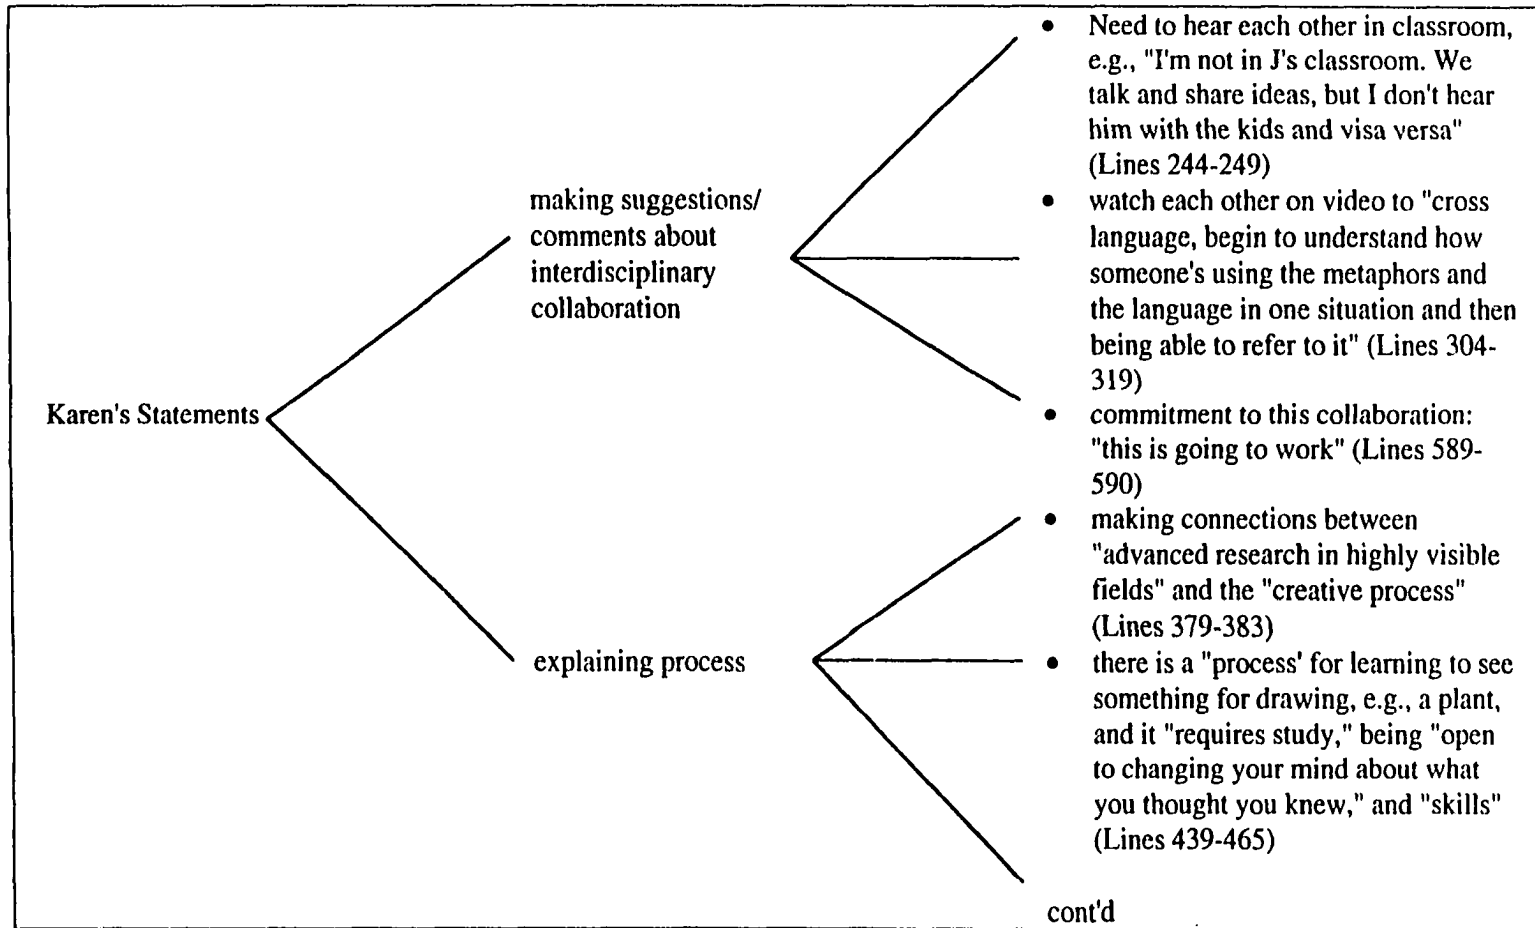 Karen's Statements
making suggestions/
comments about
interdisciplinary
collaboration
• Need to hear each other in classroom,
e.g., "I'm not in J's classroom. We
talk and share ideas, but I don't hear
him with the kids and visa versa"
(Lines 244-249)
• watch each other on video to "cross
language, begin to understand how
someone's using the metaphors and
the language in one situation and then
being able to refer to it" (Lines 304-
319)
• commitment to this collaboration:
"this is going to work" (Lines 589-
590)
explaining process
• making connections between
"advanced research in highly visible
fields" and the "creative process"
(Lines 379-383)
• there is a "process' for learning to see
something for drawing, e.g., a plant,
and it "requires study," being "open
to changing your mind about what
you thought you knew," and "skills"
(Lines 439-465)
cont'd